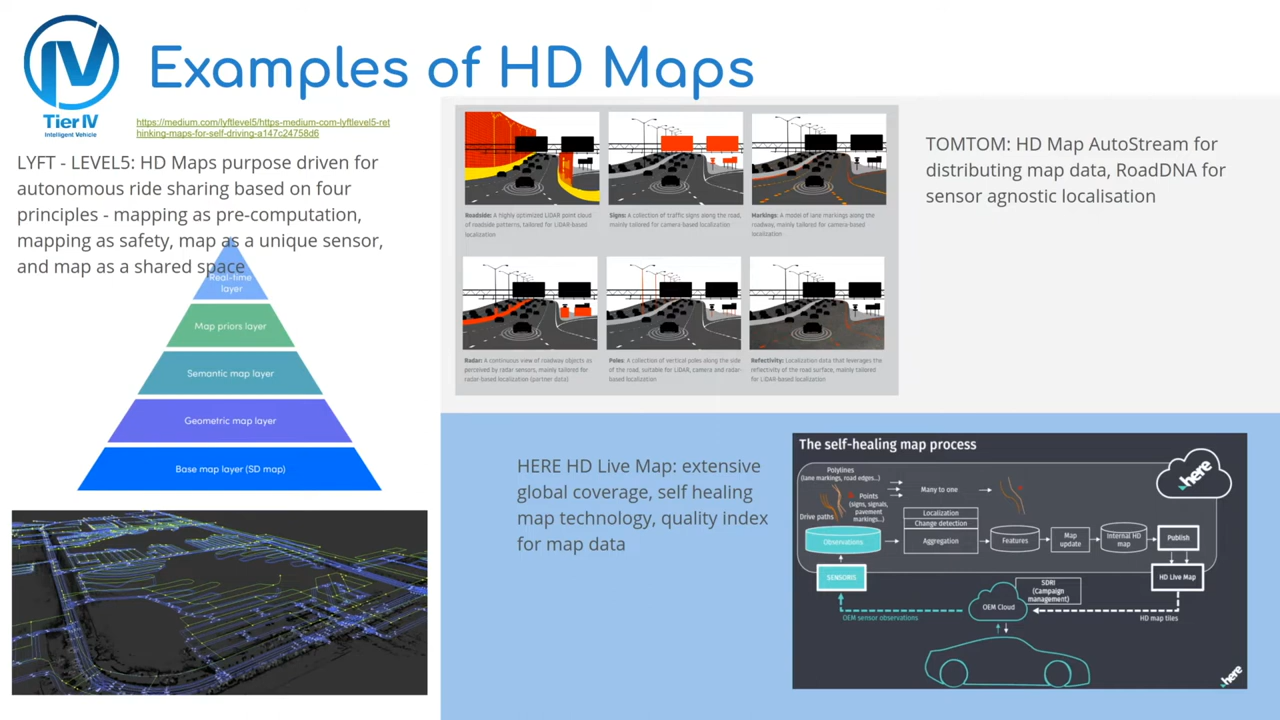 Examples of HD Maps
IV
Tier IV
Intelligent Vehicle
https://medium.com/lyftlevel5/https-medium-com-lyftlevel5-ret
hinking-maps-for-self-driving-a147c24758d6
LYFT - LEVEL5: HD Maps purpose driven for
autonomous ride sharing based on four
principles - mapping as pre-computation,
mapping as safety, map as a unique sensor,
and map as a shared space
Real-time
layer
Map priors layer
Semantic map layer
Geometric map layer
Base map layer (SD map)
Roadside: A highly optimized LiDAR point cloud
of roadside patterns, tailored for LiDAR-based
localization
Signs: A collection of traffic signs along the road,
mainly tailored for camera-based localization
Markings: A model of lane markings along the
roadway, mainly tailored for camera-based
localization
Radar: A continuous view of roadway objects as
perceived by radar sensors, mainly tailored for
radar-based localization (partner data)
Poles: A collection of vertical poles along the side
of the road, suitable for LiDAR, camera and radar-
based localization
Reflectivity: Localization data that leverages the
reflectivity of the road surface, mainly tailored
for LiDAR-based localization
TOMTOM: HD Map AutoStream for
distributing map data, RoadDNA for
sensor agnostic localisation
HERE HD Live Map: extensive
global coverage, self healing
map technology, quality index
for map data
The self-healing map process
here
Polylines
(lane markings, road edges...)
Points
(signs, signals,
pavement
markings...)
Drive paths
Many to one
Observations
Localization
Change detection
Aggregation
Features
Map
update
Internal HD
map
Publish
SENSORIS
HD Live Map
SDRI
(Campaign
management)
OEM Cloud
OEM sensor observations
HD map tiles
here